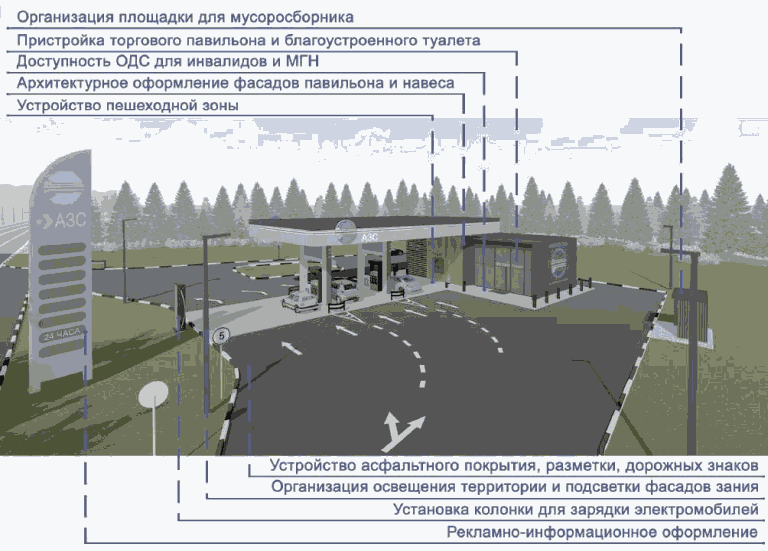 Организация площадки для мусоросборника
Пристройка торгового павильона и благоустроенного туалета
Доступность ОДС для инвалидов и МГН
Архитектурное оформление фасадов павильона и навеса
Устройство пешеходной зоны
АЗС
АЗС
24 ЧАСА
5
Устройство асфальтного покрытия, разметки, дорожных знаков
Организация освещения территории и подсветки фасадов зания
Установка колонки для зарядки электромобилей
Рекламно-информационное оформление